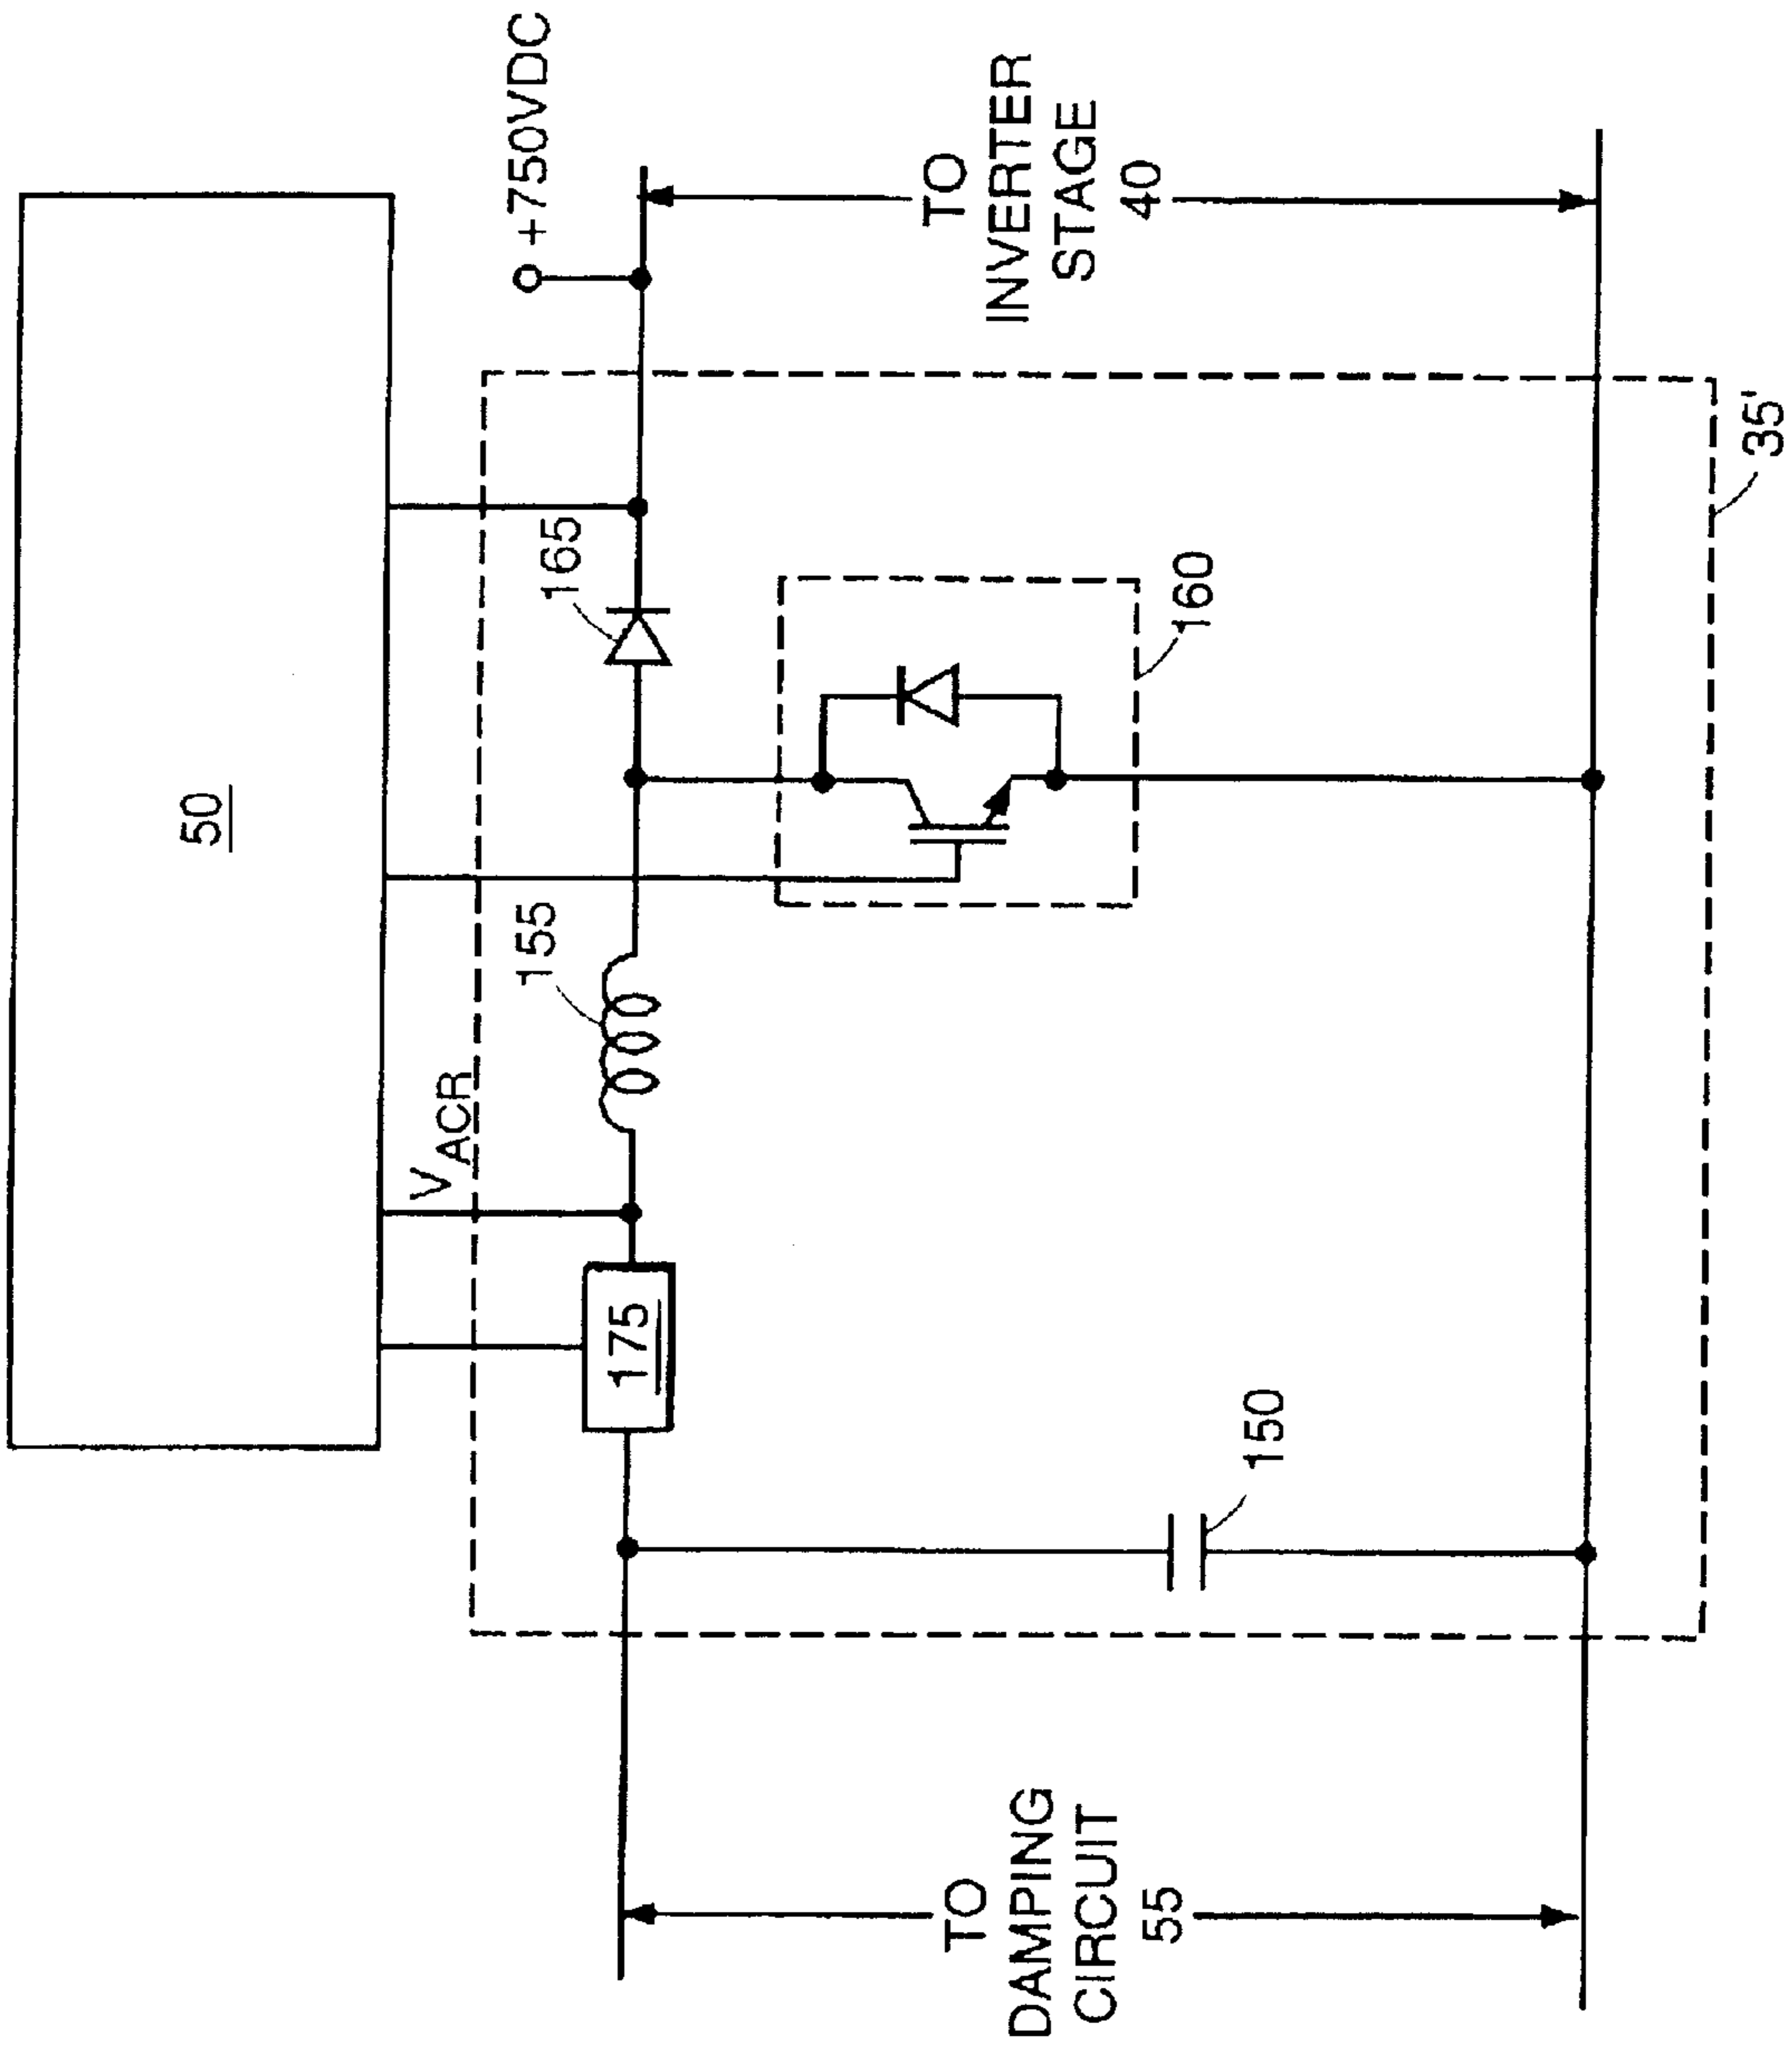 50
+750VDC
V_ACR
155
165
175
160
150
TO
DAMPING
CIRCUIT
55
TO
INVERTER
STAGE
40
35'